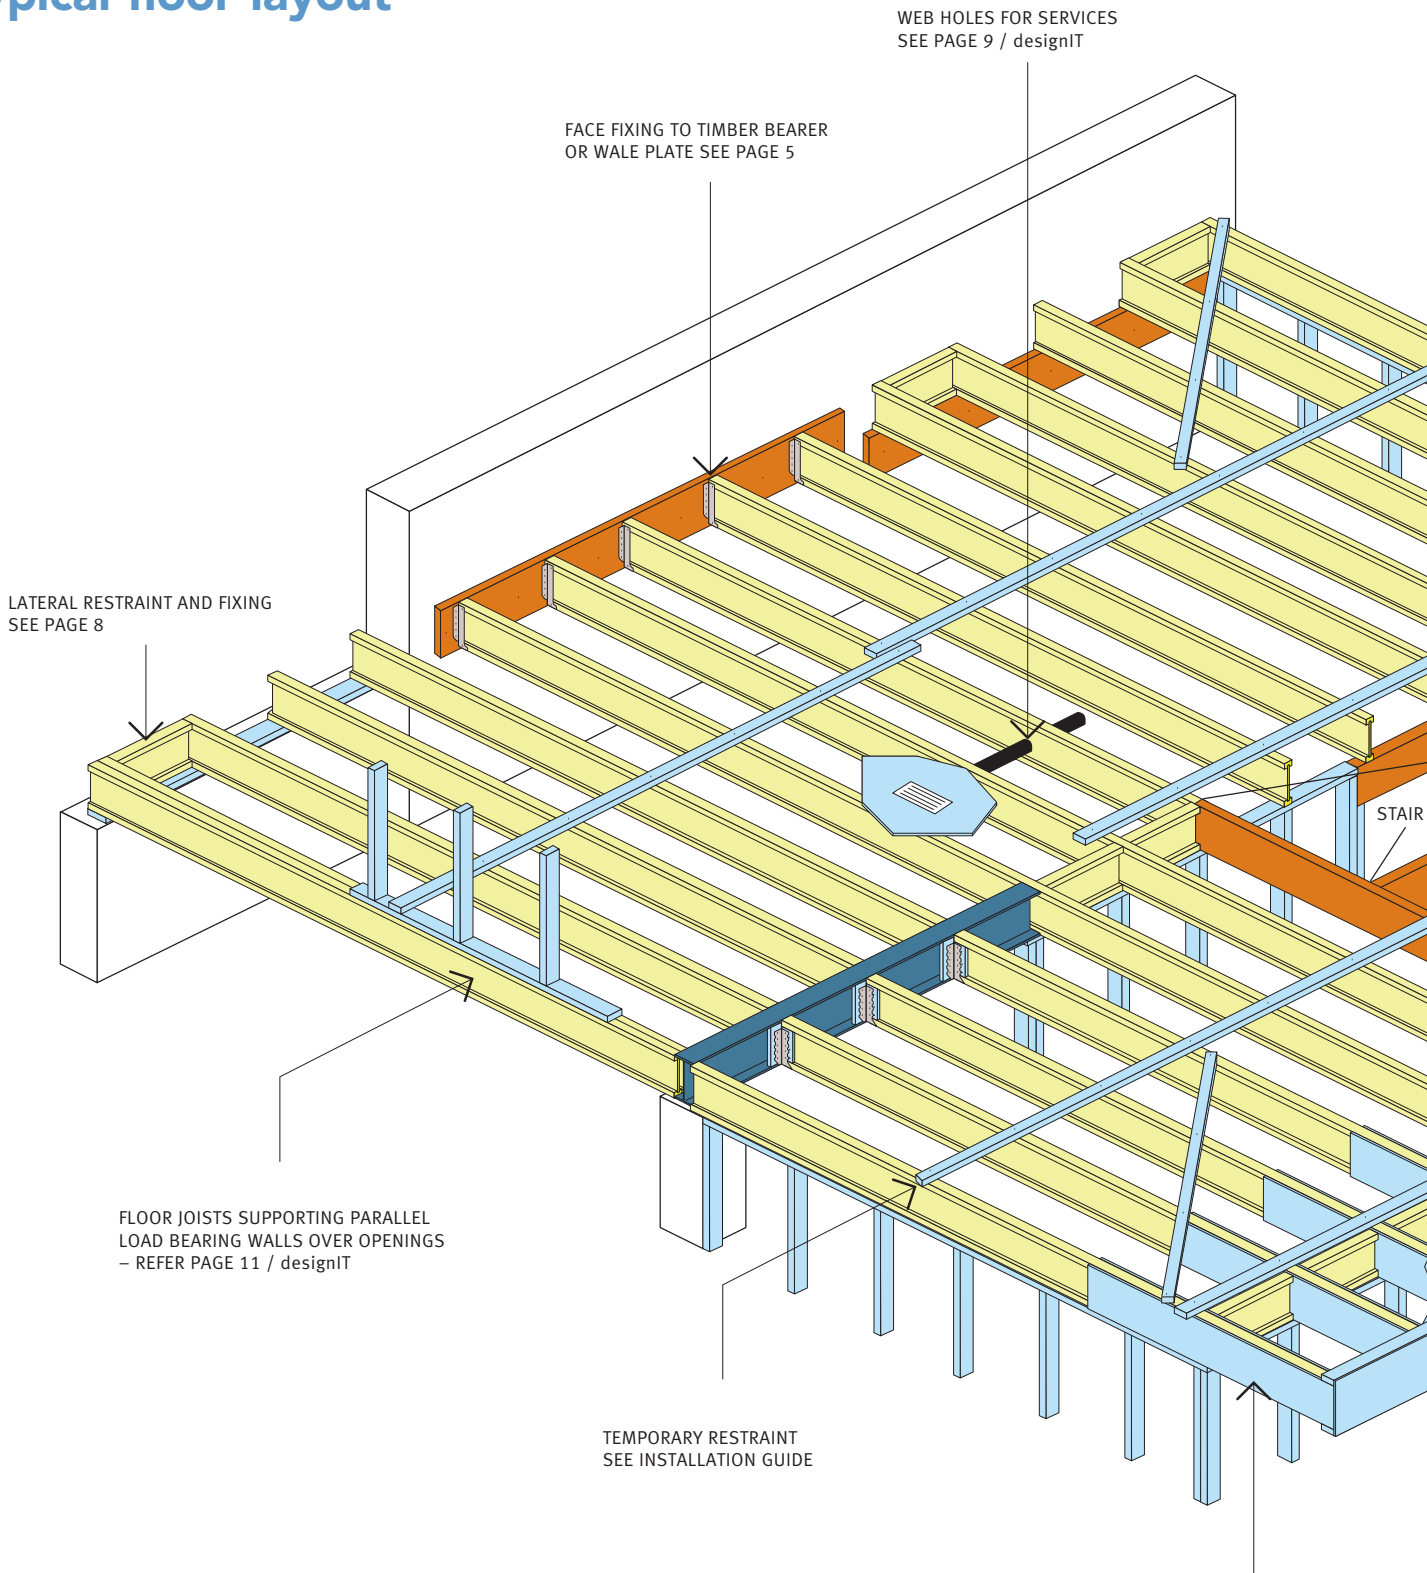 floor layout
WEB HOLES FOR SERVICES
SEE PAGE 9 / designIT
FACE FIXING TO TIMBER BEARER
OR WALE PLATE SEE PAGE 5
LATERAL RESTRAINT AND FIXING
SEE PAGE 8
STAIR
FLOOR JOISTS SUPPORTING PARALLEL
LOAD BEARING WALLS OVER OPENINGS
– REFER PAGE 11 / designIT
TEMPORARY RESTRAINT
SEE INSTALLATION GUIDE